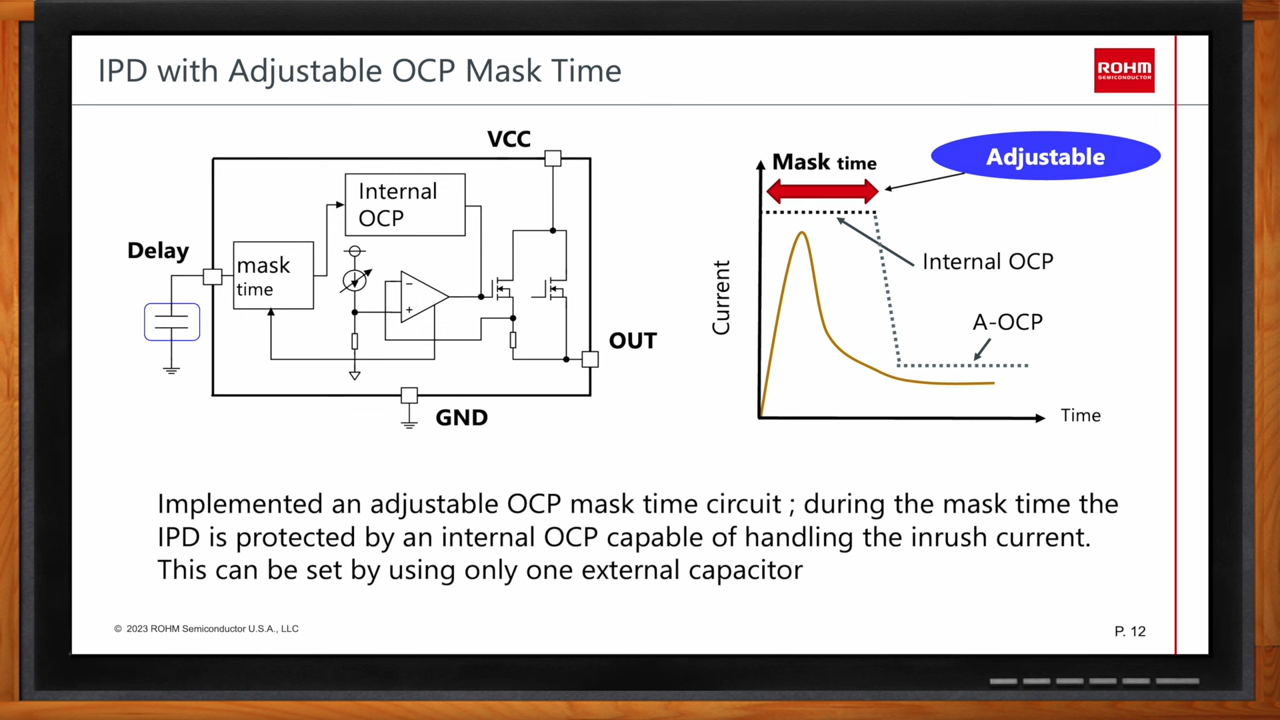 IPD with Adjustable OCP Mask Time
ROHM
SEMICONDUCTOR
VCC
Internal
OCP
Delay
mask
time
−
+
OUT
GND
Mask time
Adjustable
Internal OCP
A-OCP
Current
Time
Implemented an adjustable OCP mask time circuit ; during the mask time the
IPD is protected by an internal OCP capable of handling the inrush current.
This can be set by using only one external capacitor
© 2023 ROHM Semiconductor U.S.A., LLC
P. 12